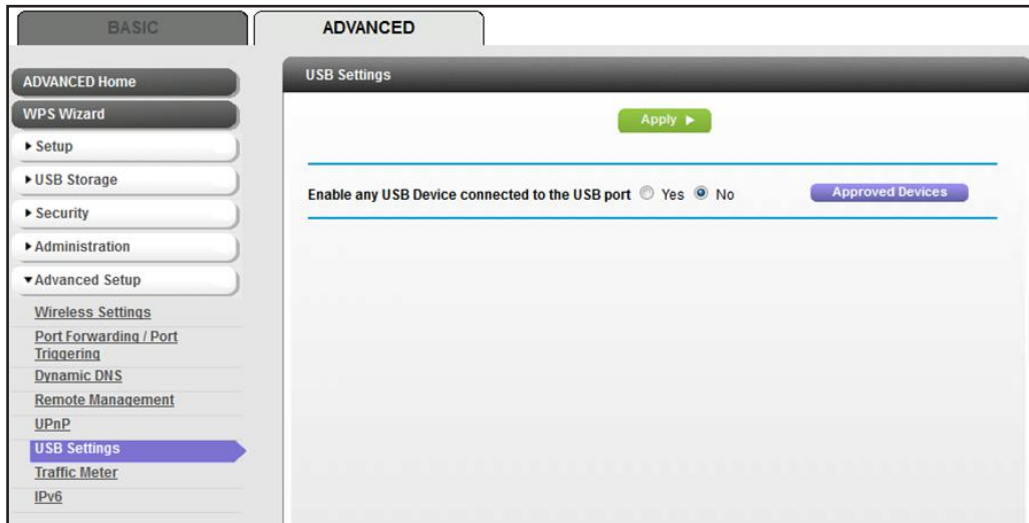 BASIC
ADVANCED
ADVANCED Home
WPS Wizard
Setup
USB Storage
Security
Administration
Advanced Setup
Wireless Settings
Port Forwarding / Port
Triggering
Dynamic DNS
Remote Management
UPnP
USB Settings
Traffic Meter
IPv6
USB Settings
Apply
Enable any USB Device connected to the USB port Yes No Approved Devices